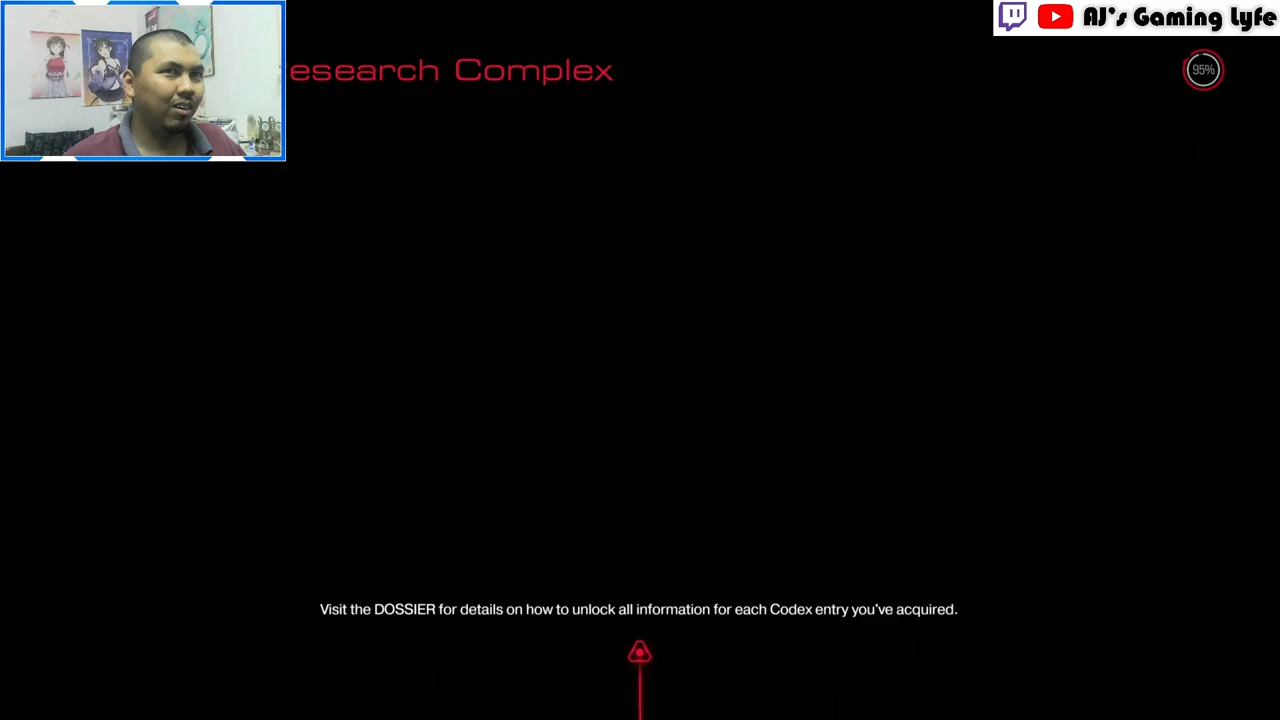 AJ's Gaming Lyfe
esearch Complex
95%
Visit the DOSSIER for details on how to unlock all information for each Codex entry you've acquired.